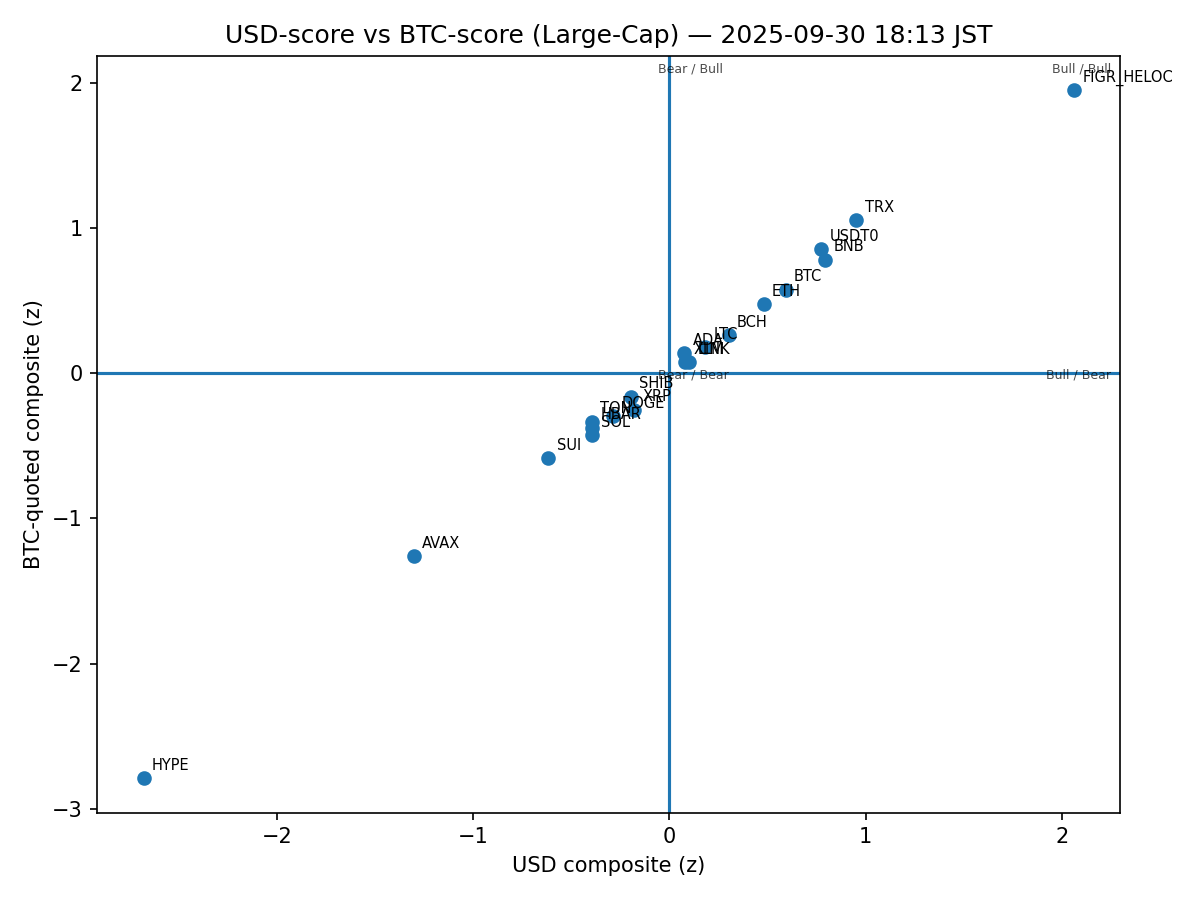 USD-score vs BTC-score (Large-Cap) — 2025-09-30 18:13 JST
Bear / Bull
Bull / Bull
FIGR_HELOC
TRX
USDT0
BNB
BTC
ETH
BCH
LTC
ADA
LINK
Bear / Bear
Bull / Bear
SHIB
XRP
DOGE
TON
HBAR
SOL
SUI
AVAX
HYPE
2
1
0
−1
−2
−3
−2
−1
0
1
2
BTC-quoted composite (z)
USD composite (z)